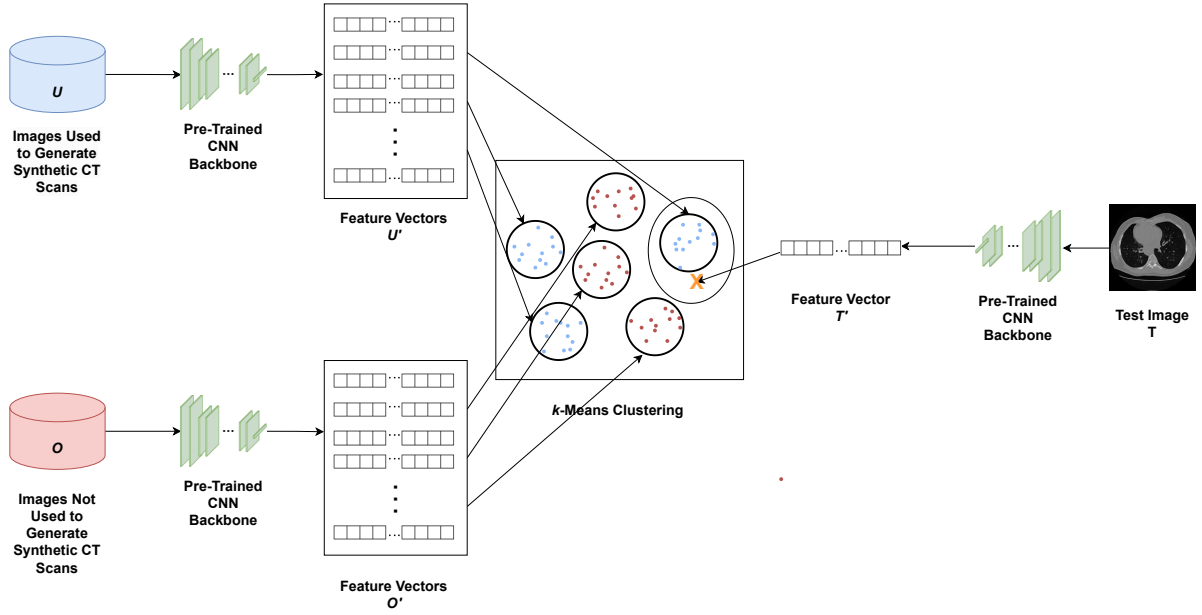 U
Images Used
to Generate
Synthetic CT
Scans
...
Pre-Trained
CNN
Backbone
...
...
...
...
...
Feature Vectors
U'
X
k-Means Clustering
...
Feature Vector
T'
...
Pre-Trained
CNN
Backbone
Test Image
T
O
Images Not
Used to
Generate
Synthetic CT
Scans
...
Pre-Trained
CNN
Backbone
...
...
...
...
...
Feature Vectors
O'